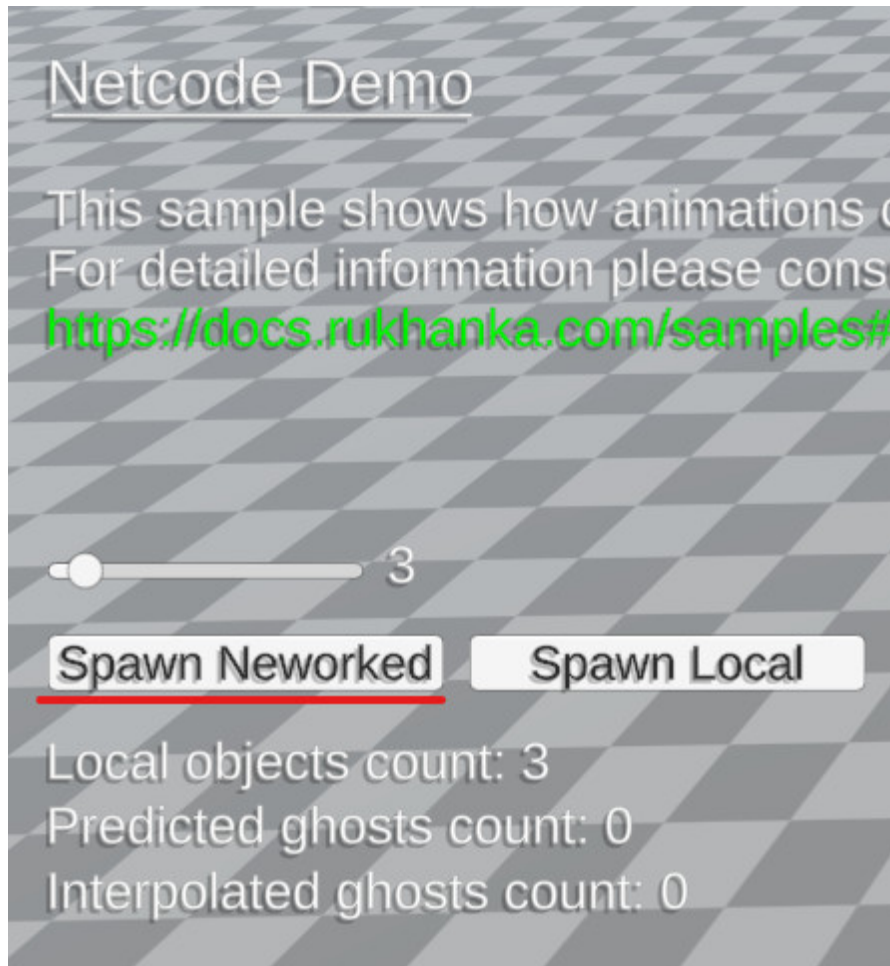 Netcode Demo
This sample shows how animations
For detailed information please cons
https://docs.rukhanka.com/samples#
3
Spawn Neworked Spawn Local
Local objects count: 3
Predicted ghosts count: 0
Interpolated ghosts count: 0